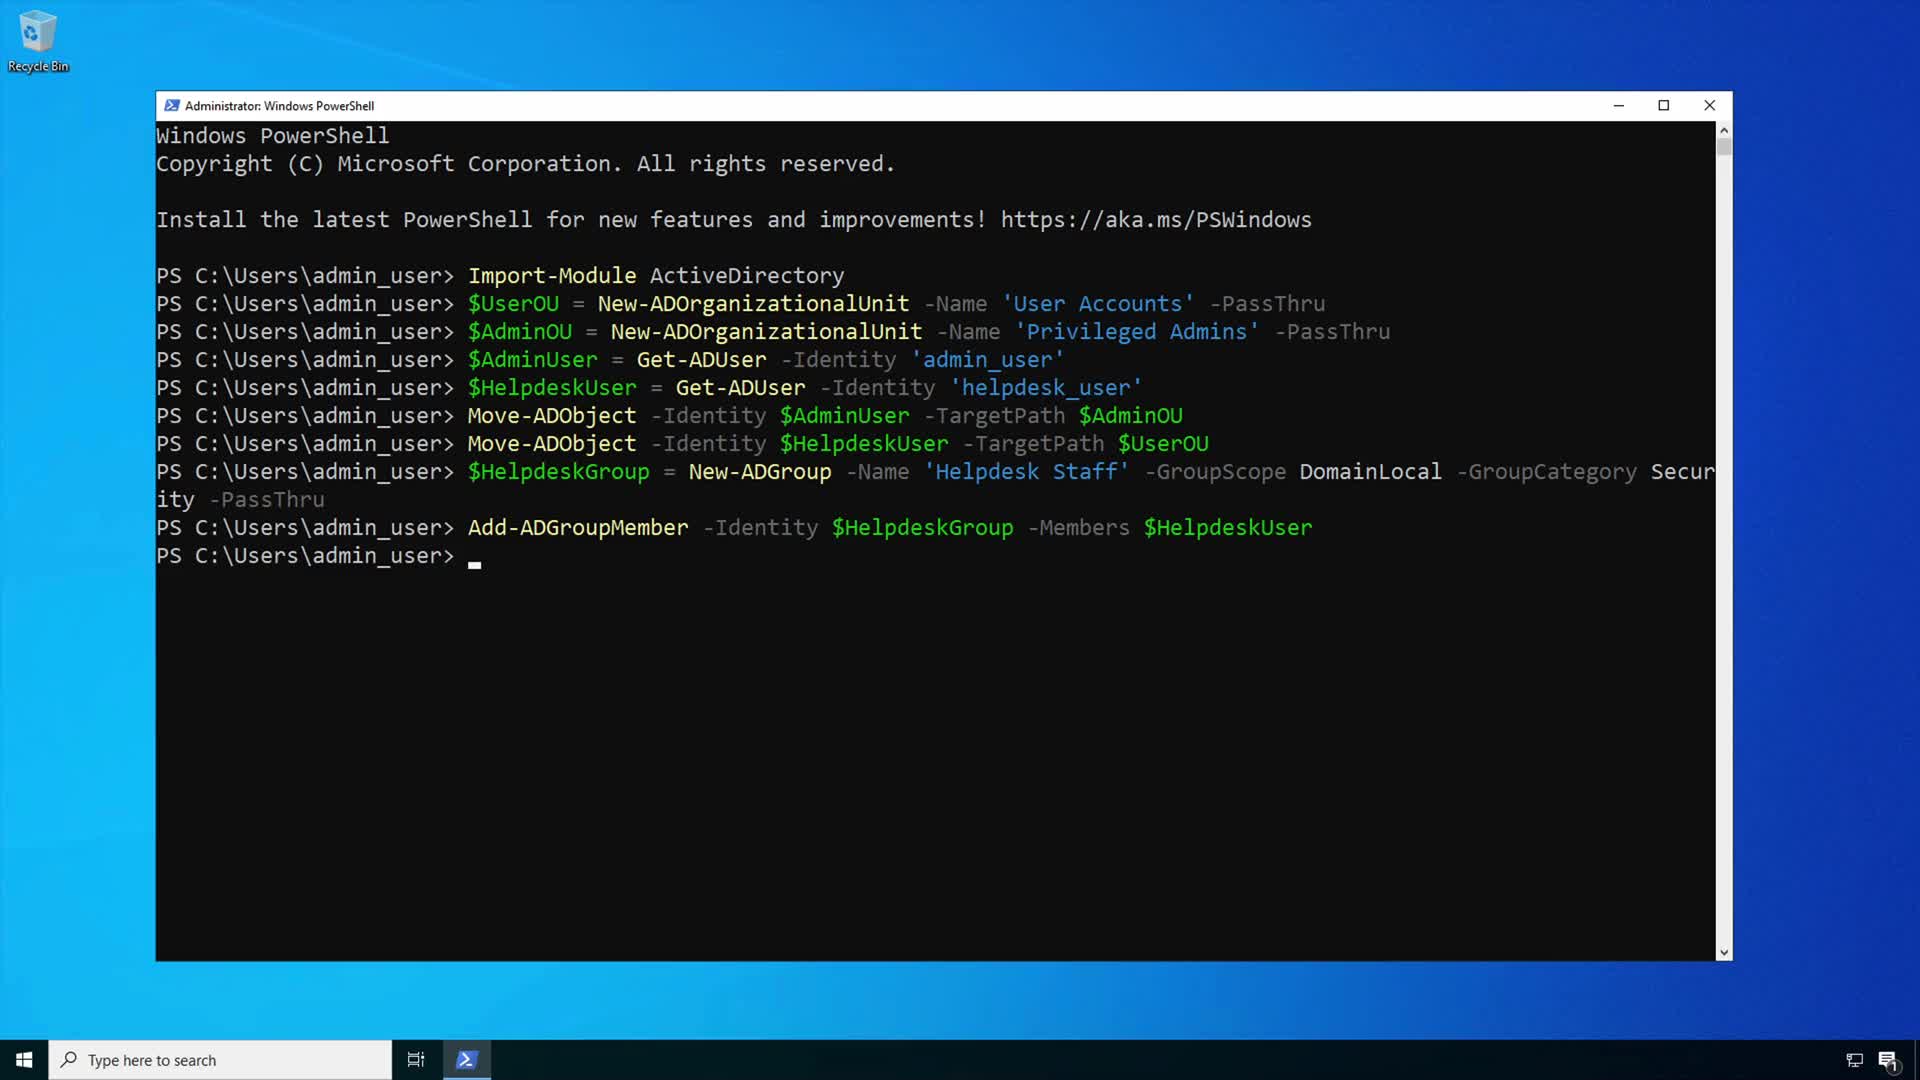 Recycle Bin
Administrator: Windows PowerShell
Windows PowerShell
Copyright (C) Microsoft Corporation. All rights reserved.
Install the latest PowerShell for new features and improvements! https://aka.ms/PSWindows
PS C:\Users\admin_user> Import-Module ActiveDirectory
PS C:\Users\admin_user> $UserOU = New-ADOrganizationalUnit -Name 'User Accounts' -PassThru
PS C:\Users\admin_user> $AdminOU = New-ADOrganizationalUnit -Name 'Privileged Admins' -PassThru
PS C:\Users\admin_user> $AdminUser = Get-ADUser -Identity 'admin_user'
PS C:\Users\admin_user> $HelpdeskUser = Get-ADUser -Identity 'helpdesk_user'
PS C:\Users\admin_user> Move-ADObject -Identity $AdminUser -TargetPath $AdminOU
PS C:\Users\admin_user> Move-ADObject -Identity $HelpdeskUser -TargetPath $UserOU
PS C:\Users\admin_user> $HelpdeskGroup = New-ADGroup -Name 'Helpdesk Staff' -GroupScope DomainLocal -GroupCategory Secur
ity -PassThru
PS C:\Users\admin_user> Add-ADGroupMember -Identity $HelpdeskGroup -Members $HelpdeskUser
PS C:\Users\admin_user>
Type here to search
1